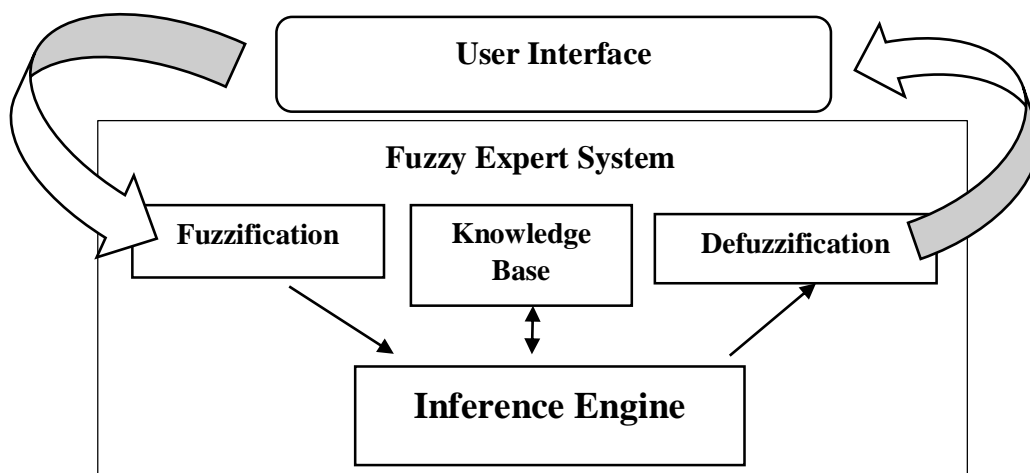 User Interface
Fuzzy Expert System
Fuzzification
Knowledge
Base
Defuzzification
Inference Engine